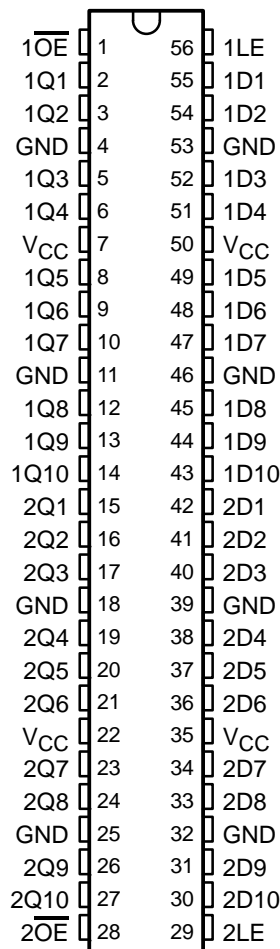 1O̅E̅ 1 56 1LE
1Q1 2 55 1D1
1Q2 3 54 1D2
GND 4 53 GND
1Q3 5 52 1D3
1Q4 6 51 1D4
VCC 7 50 VCC
1Q5 8 49 1D5
1Q6 9 48 1D6
1Q7 10 47 1D7
GND 11 46 GND
1Q8 12 45 1D8
1Q9 13 44 1D9
1Q10 14 43 1D10
2Q1 15 42 2D1
2Q2 16 41 2D2
2Q3 17 40 2D3
GND 18 39 GND
2Q4 19 38 2D4
2Q5 20 37 2D5
2Q6 21 36 2D6
VCC 22 35 VCC
2Q7 23 34 2D7
2Q8 24 33 2D8
GND 25 32 GND
2Q9 26 31 2D9
2Q10 27 30 2D10
2O̅E̅ 28 29 2LE